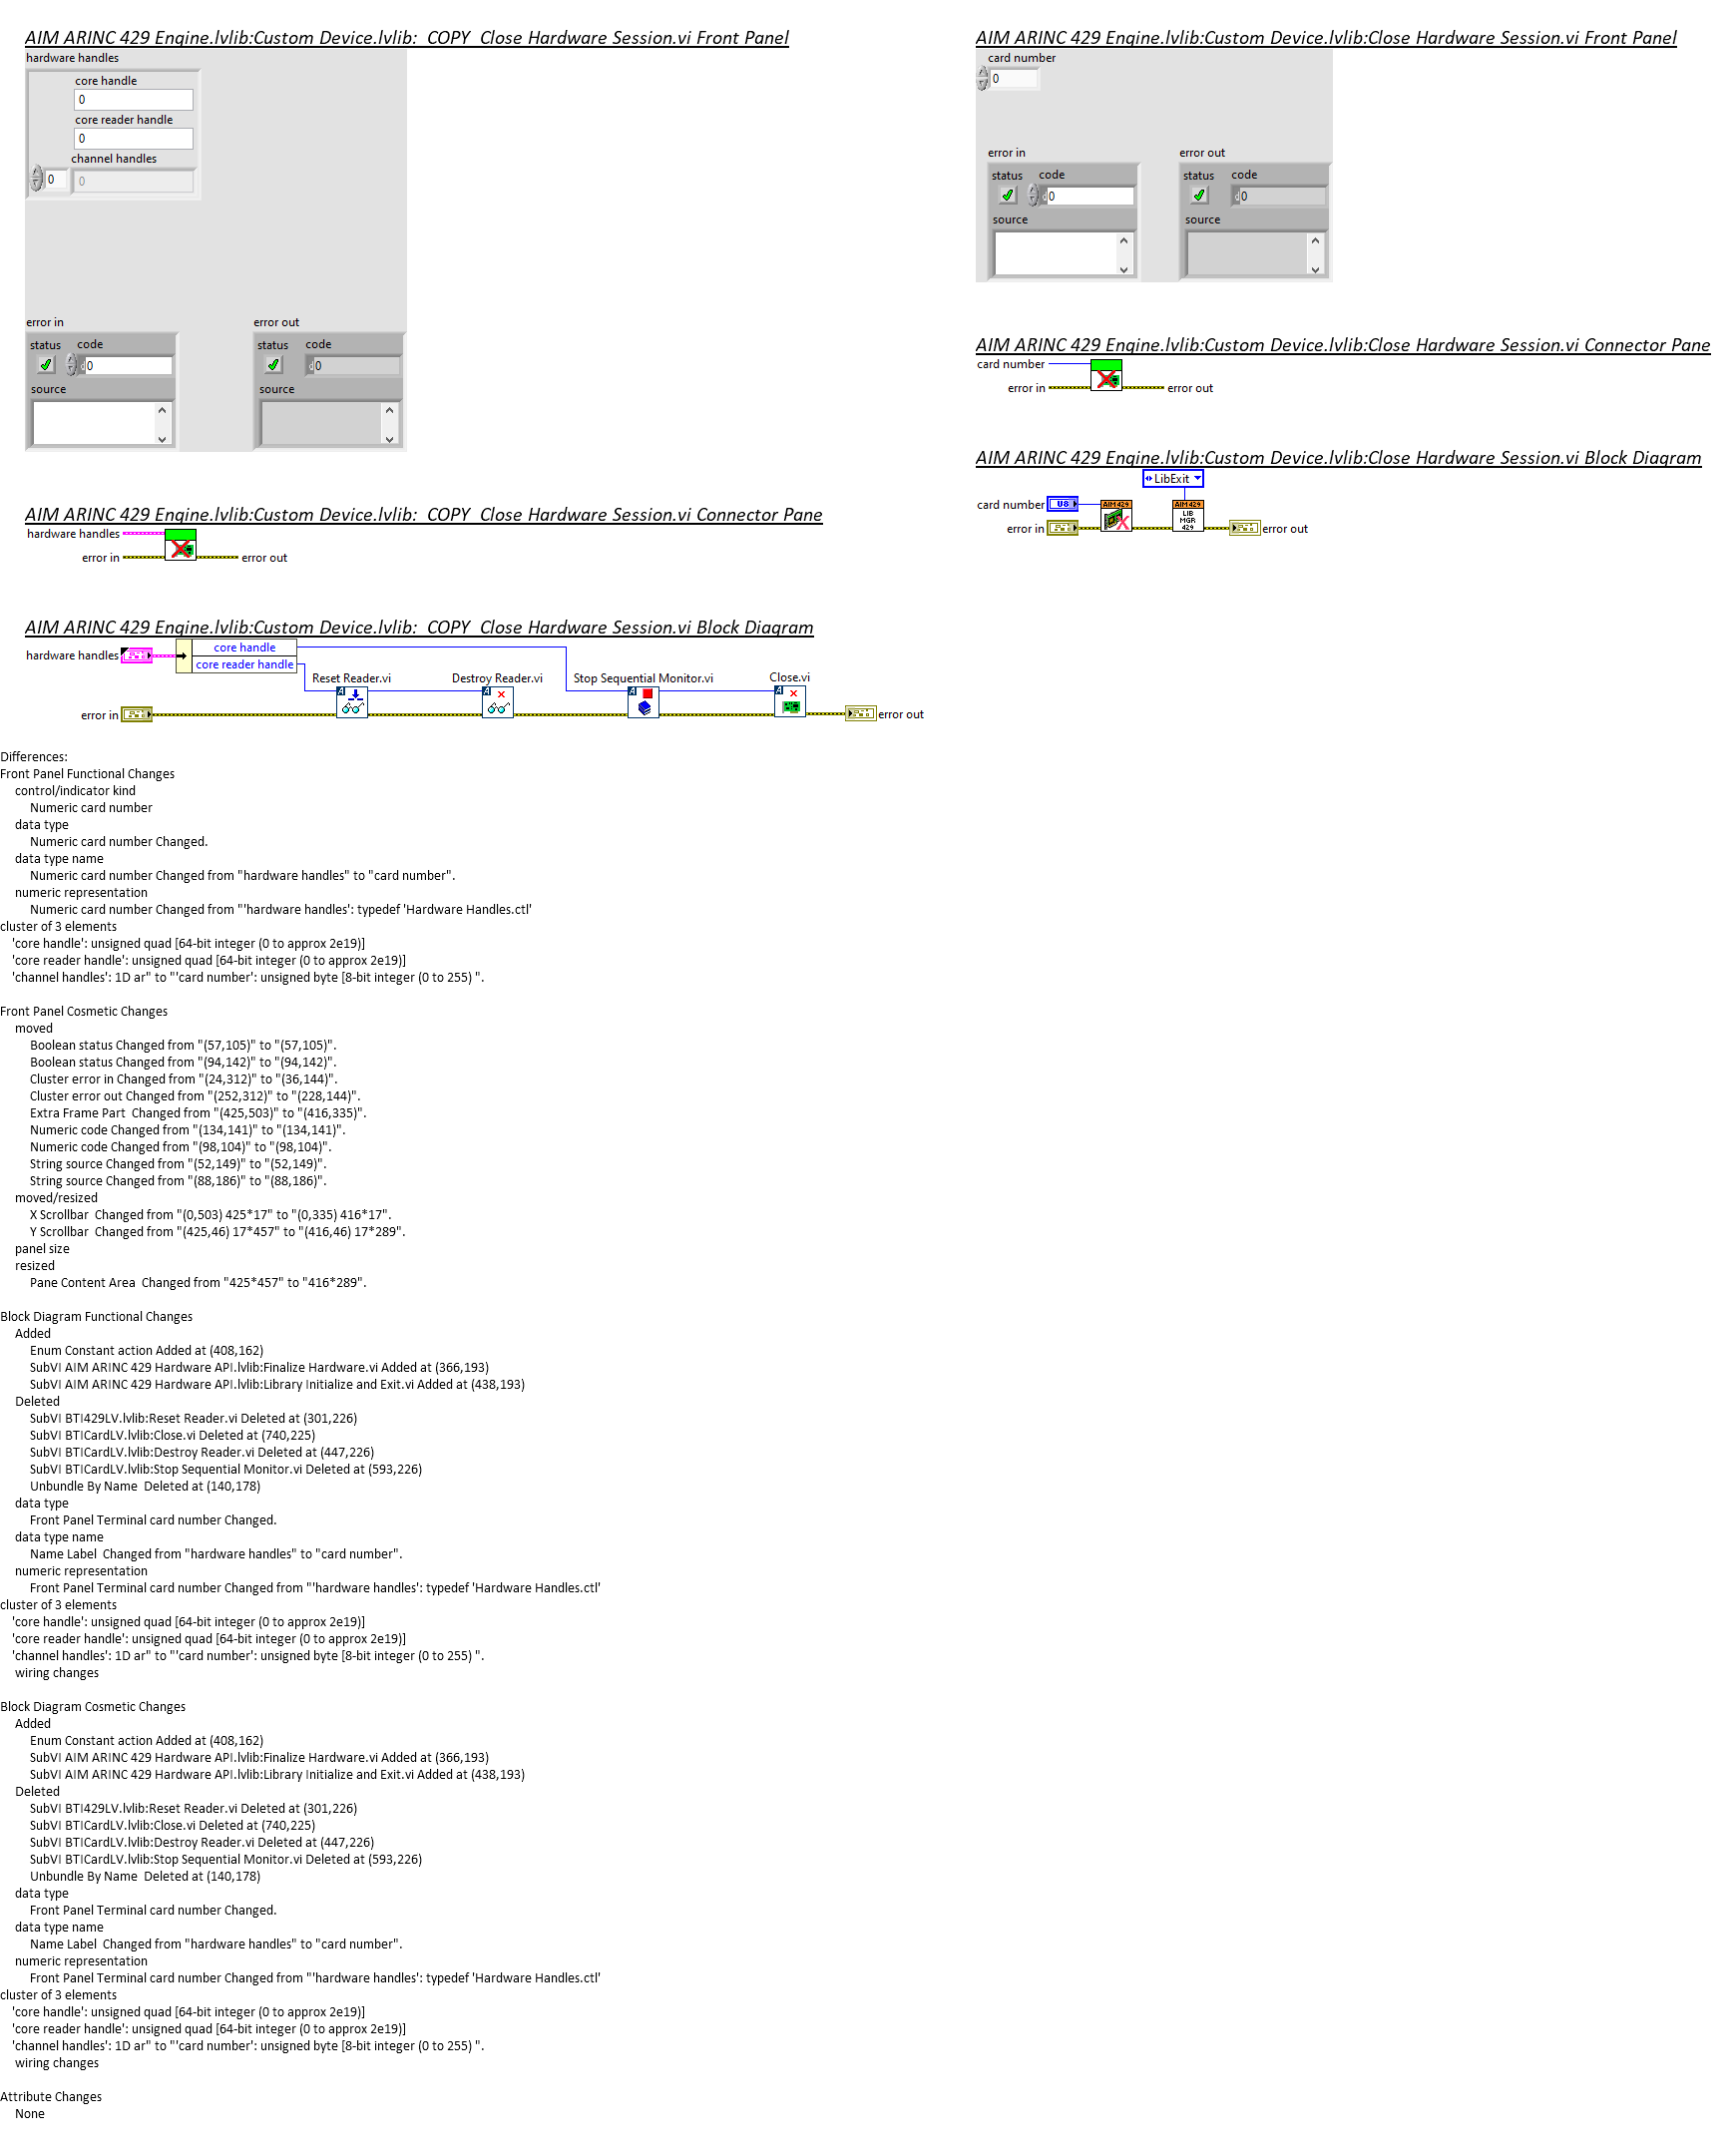 AIM ARINC 429 Engine.lvlib:Custom Device.lvlib:  COPY  Close Hardware Session.vi Front Panel
hardware handles
core handle
0
core reader handle
0
channel handles
0
0
error in
status
code
0
source
error out
status
code
0
source
AIM ARINC 429 Engine.lvlib:Custom Device.lvlib:  COPY  Close Hardware Session.vi Connector Pane
hardware handles
error in
error out
AIM ARINC 429 Engine.lvlib:Custom Device.lvlib:  COPY  Close Hardware Session.vi Block Diagram
hardware handles
core handle
core reader handle
Reset Reader.vi
Destroy Reader.vi
Stop Sequential Monitor.vi
Close.vi
error in
error out
AIM ARINC 429 Engine.lvlib:Custom Device.lvlib:Close Hardware Session.vi Front Panel
card number
0
error in
status
code
0
source
error out
status
code
0
source
AIM ARINC 429 Engine.lvlib:Custom Device.lvlib:Close Hardware Session.vi Connector Pane
card number
error in
error out
AIM ARINC 429 Engine.lvlib:Custom Device.lvlib:Close Hardware Session.vi Block Diagram
LibExit
card number
U8
AIM429
AIM429
LIB
MGR
429
error in
error out
Differences:
Front Panel Functional Changes
control/indicator kind
Numeric card number
data type
Numeric card number Changed.
data type name
Numeric card number Changed from "hardware handles" to "card number".
numeric representation
Numeric card number Changed from "'hardware handles': typedef 'Hardware Handles.ctl'
cluster of 3 elements
'core handle': unsigned quad [64-bit integer (0 to approx 2e19)]
'core reader handle': unsigned quad [64-bit integer (0 to approx 2e19)]
'channel handles': 1D ar" to "'card number': unsigned byte [8-bit integer (0 to 255) ".
Front Panel Cosmetic Changes
moved
Boolean status Changed from "(57,105)" to "(57,105)".
Boolean status Changed from "(94,142)" to "(94,142)".
Cluster error in Changed from "(24,312)" to "(36,144)".
Cluster error out Changed from "(252,312)" to "(228,144)".
Extra Frame Part  Changed from "(425,503)" to "(416,335)".
Numeric code Changed from "(134,141)" to "(134,141)".
Numeric code Changed from "(98,104)" to "(98,104)".
String source Changed from "(52,149)" to "(52,149)".
String source Changed from "(88,186)" to "(88,186)".
moved/resized
X Scrollbar  Changed from "(0,503) 425*17" to "(0,335) 416*17".
Y Scrollbar  Changed from "(425,46) 17*457" to "(416,46) 17*289".
panel size
resized
Pane Content Area  Changed from "425*457" to "416*289".
Block Diagram Functional Changes
Added
Enum Constant action Added at (408,162)
SubVI AIM ARINC 429 Hardware API.lvlib:Finalize Hardware.vi Added at (366,193)
SubVI AIM ARINC 429 Hardware API.lvlib:Library Initialize and Exit.vi Added at (438,193)
Deleted
SubVI BTI429LV.lvlib:Reset Reader.vi Deleted at (301,226)
SubVI BTICardLV.lvlib:Close.vi Deleted at (740,225)
SubVI BTICardLV.lvlib:Destroy Reader.vi Deleted at (447,226)
SubVI BTICardLV.lvlib:Stop Sequential Monitor.vi Deleted at (593,226)
Unbundle By Name  Deleted at (140,178)
data type
Front Panel Terminal card number Changed.
data type name
Name Label  Changed from "hardware handles" to "card number".
numeric representation
Front Panel Terminal card number Changed from "'hardware handles': typedef 'Hardware Handles.ctl'
cluster of 3 elements
'core handle': unsigned quad [64-bit integer (0 to approx 2e19)]
'core reader handle': unsigned quad [64-bit integer (0 to approx 2e19)]
'channel handles': 1D ar" to "'card number': unsigned byte [8-bit integer (0 to 255) ".
wiring changes
Block Diagram Cosmetic Changes
Added
Enum Constant action Added at (408,162)
SubVI AIM ARINC 429 Hardware API.lvlib:Finalize Hardware.vi Added at (366,193)
SubVI AIM ARINC 429 Hardware API.lvlib:Library Initialize and Exit.vi Added at (438,193)
Deleted
SubVI BTI429LV.lvlib:Reset Reader.vi Deleted at (301,226)
SubVI BTICardLV.lvlib:Close.vi Deleted at (740,225)
SubVI BTICardLV.lvlib:Destroy Reader.vi Deleted at (447,226)
SubVI BTICardLV.lvlib:Stop Sequential Monitor.vi Deleted at (593,226)
Unbundle By Name  Deleted at (140,178)
data type
Front Panel Terminal card number Changed.
data type name
Name Label  Changed from "hardware handles" to "card number".
numeric representation
Front Panel Terminal card number Changed from "'hardware handles': typedef 'Hardware Handles.ctl'
cluster of 3 elements
'core handle': unsigned quad [64-bit integer (0 to approx 2e19)]
'core reader handle': unsigned quad [64-bit integer (0 to approx 2e19)]
'channel handles': 1D ar" to "'card number': unsigned byte [8-bit integer (0 to 255) ".
wiring changes
Attribute Changes
None